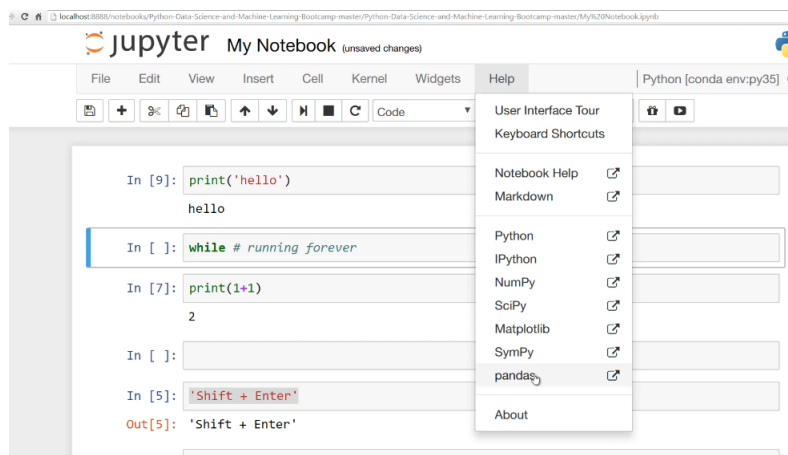 localhost:8888/notebooks/Python-Data-Science-and-Machine-Learning-Bootcamp-master/Python-Data-Science-and-Machine-Learning-Bootcamp-master/My%20Notebook.ipynb
jupyter My Notebook (unsaved changes)
File Edit View Insert Cell Kernel Widgets Help Python [conda env:py35]
Code
User Interface Tour
Keyboard Shortcuts
Notebook Help
Markdown
Python
IPython
NumPy
SciPy
Matplotlib
SymPy
pandas
About
In [9]: print('hello')
hello
In [ ]: while # running forever
In [7]: print(1+1)
2
In [ ]:
In [5]: 'Shift + Enter'
Out[5]: 'Shift + Enter'